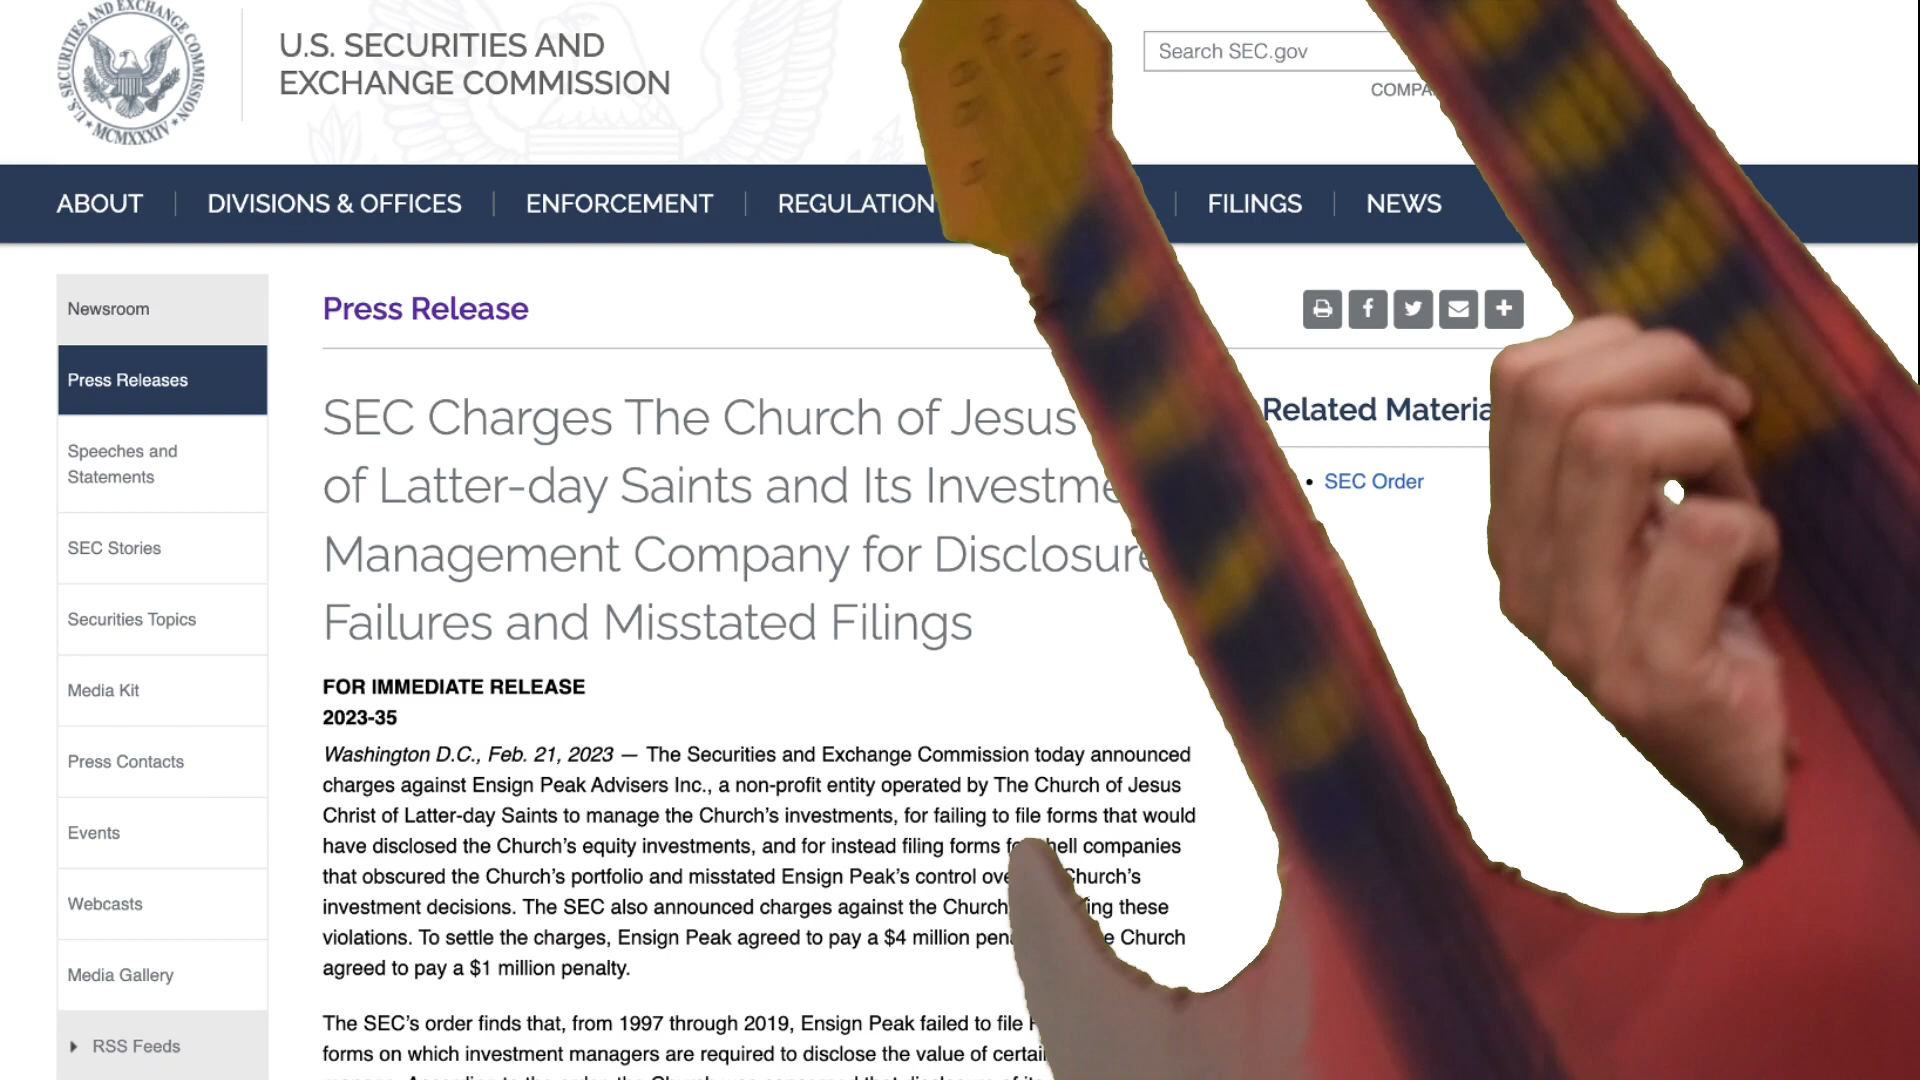 SECURITIES AND EXCHANGE COMMISSION
U.S.
MCMXXXIV
U.S. SECURITIES AND
EXCHANGE COMMISSION
Search SEC.gov
ABOUT
DIVISIONS & OFFICES
ENFORCEMENT
REGULATION
FILINGS
NEWS
Newsroom
Press Releases
Speeches and
Statements
SEC Stories
Securities Topics
Media Kit
Press Contacts
Events
Webcasts
Media Gallery
RSS Feeds
Press Release
SEC Charges The Church of Jesus
of Latter-day Saints and Its
Management Company for
Failures and Misstated Filings
FOR IMMEDIATE RELEASE
2023-35
Washington D.C., Feb. 21, 2023 — The Securities and Exchange Commission today announced
charges against Ensign Peak Advisers Inc., a non-profit entity operated by The Church of Jesus
Christ of Latter-day Saints to manage the Church's investments, for failing to file forms that would
have disclosed the Church's equity investments, and for instead filing forms companies
that obscured the Church's portfolio and misstated Ensign Peak's control Church's
investment decisions. The SEC also announced charges against the Church these
violations. To settle the charges, Ensign Peak agreed to pay a $4 million Church
agreed to pay a $1 million penalty.
The SEC's order finds that, from 1997 through 2019, Ensign Peak failed to file
forms on which investment managers are required to disclose the value of
Related
SEC Order